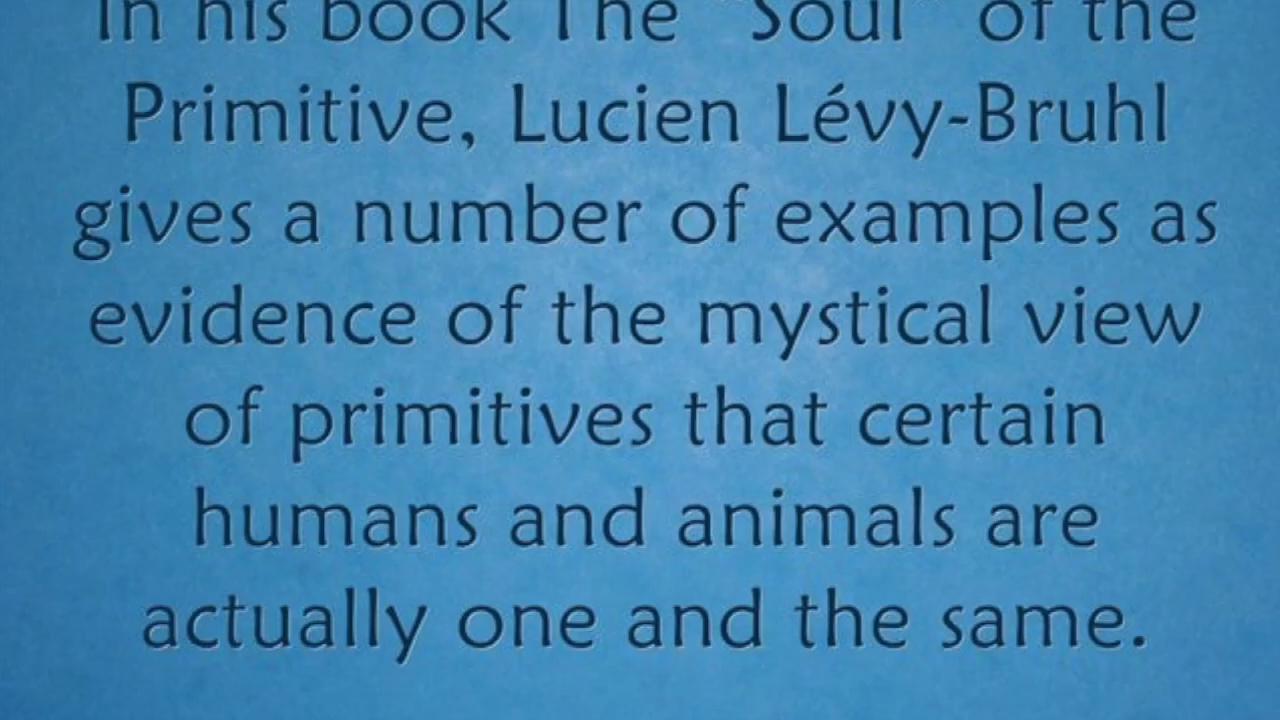 In his book The "Soul" of the
Primitive, Lucien Lévy-Bruhl
gives a number of examples as
evidence of the mystical view
of primitives that certain
humans and animals are
actually one and the same.